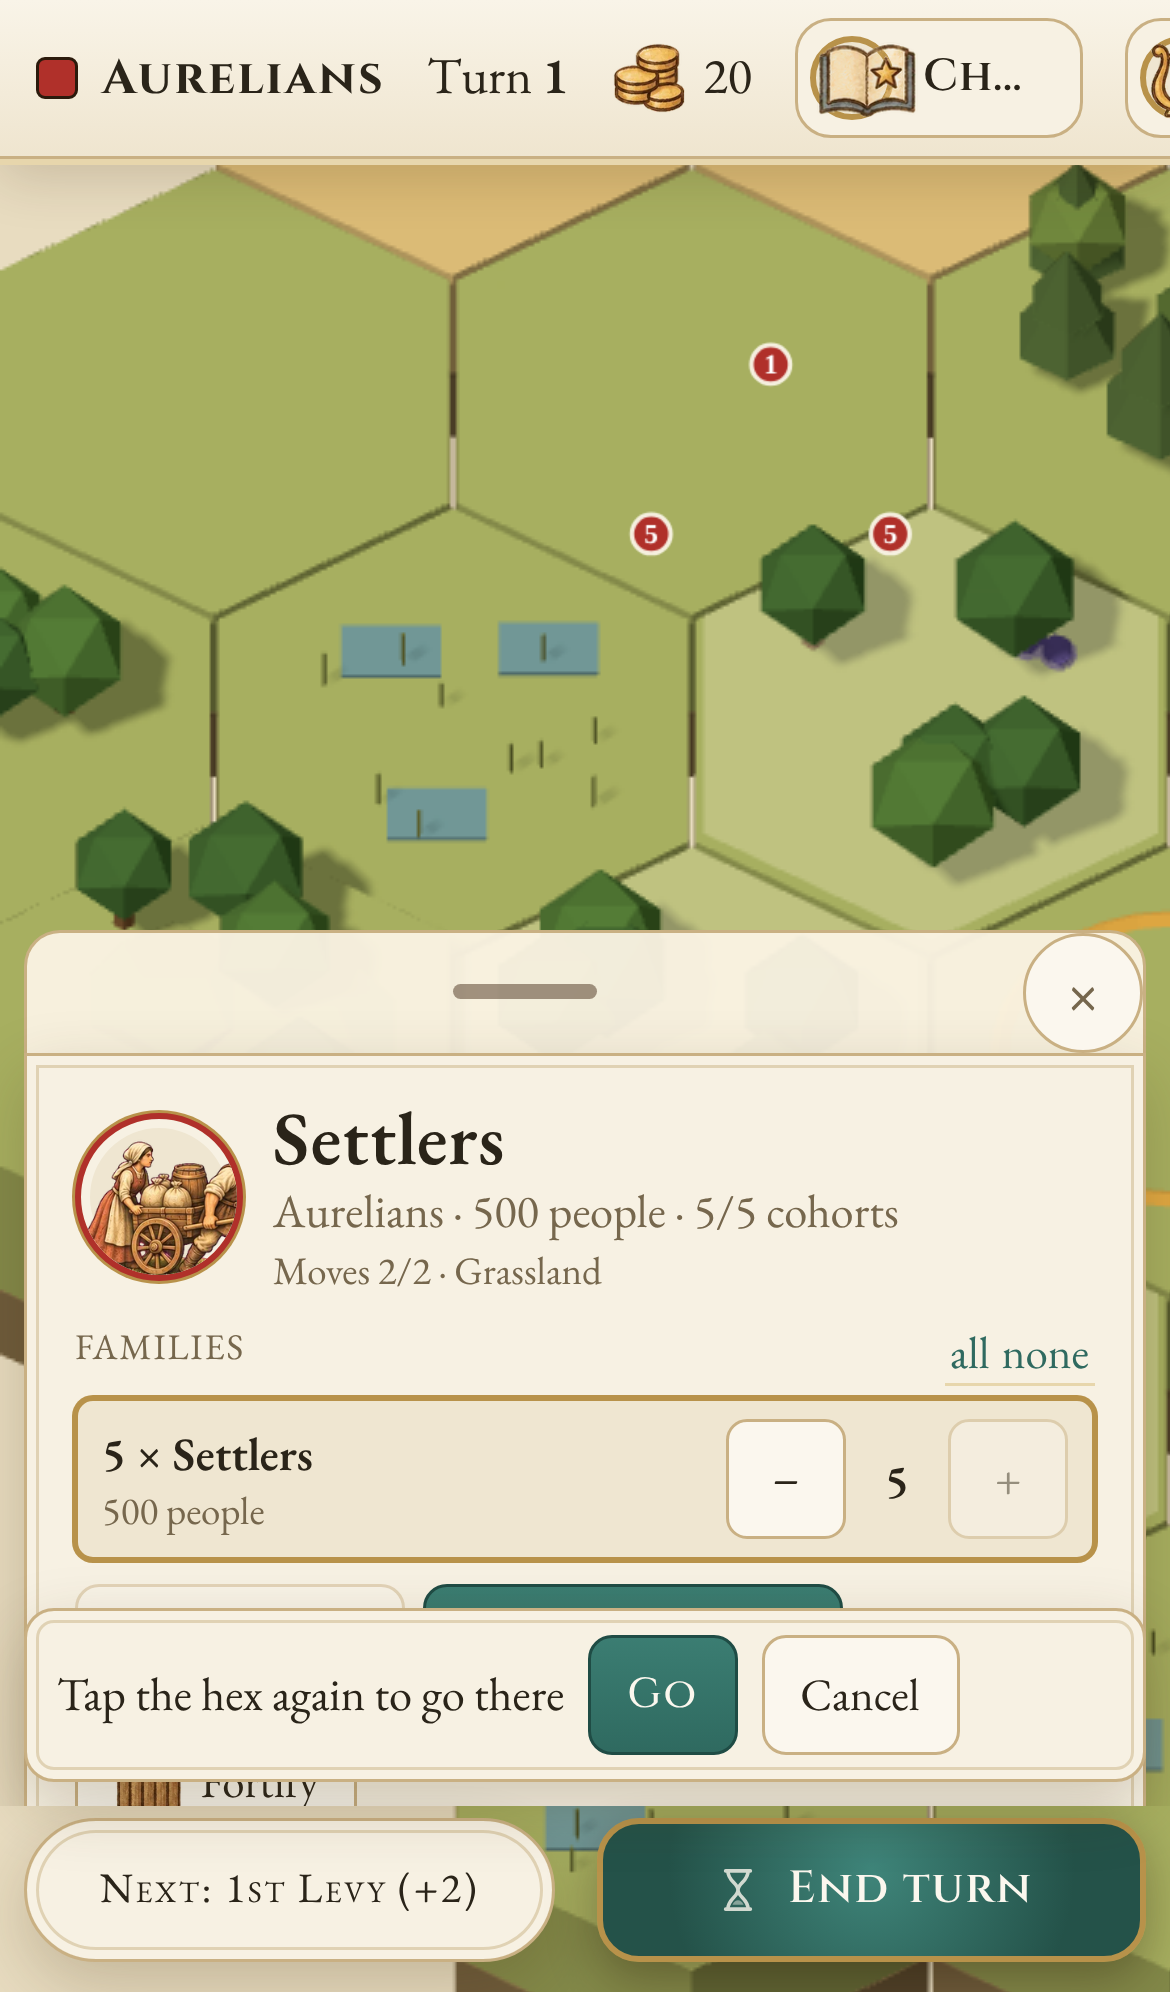 AURELIANS Turn 1 20 CH...
1
5 5
×
Settlers
Aurelians · 500 people · 5/5 cohorts
Moves 2/2 · Grassland
FAMILIES all none
5 × Settlers
500 people
− 5 +
Tap the hex again to go there GO Cancel
Fortify
NEXT: 1ST LEVY (+2) END TURN